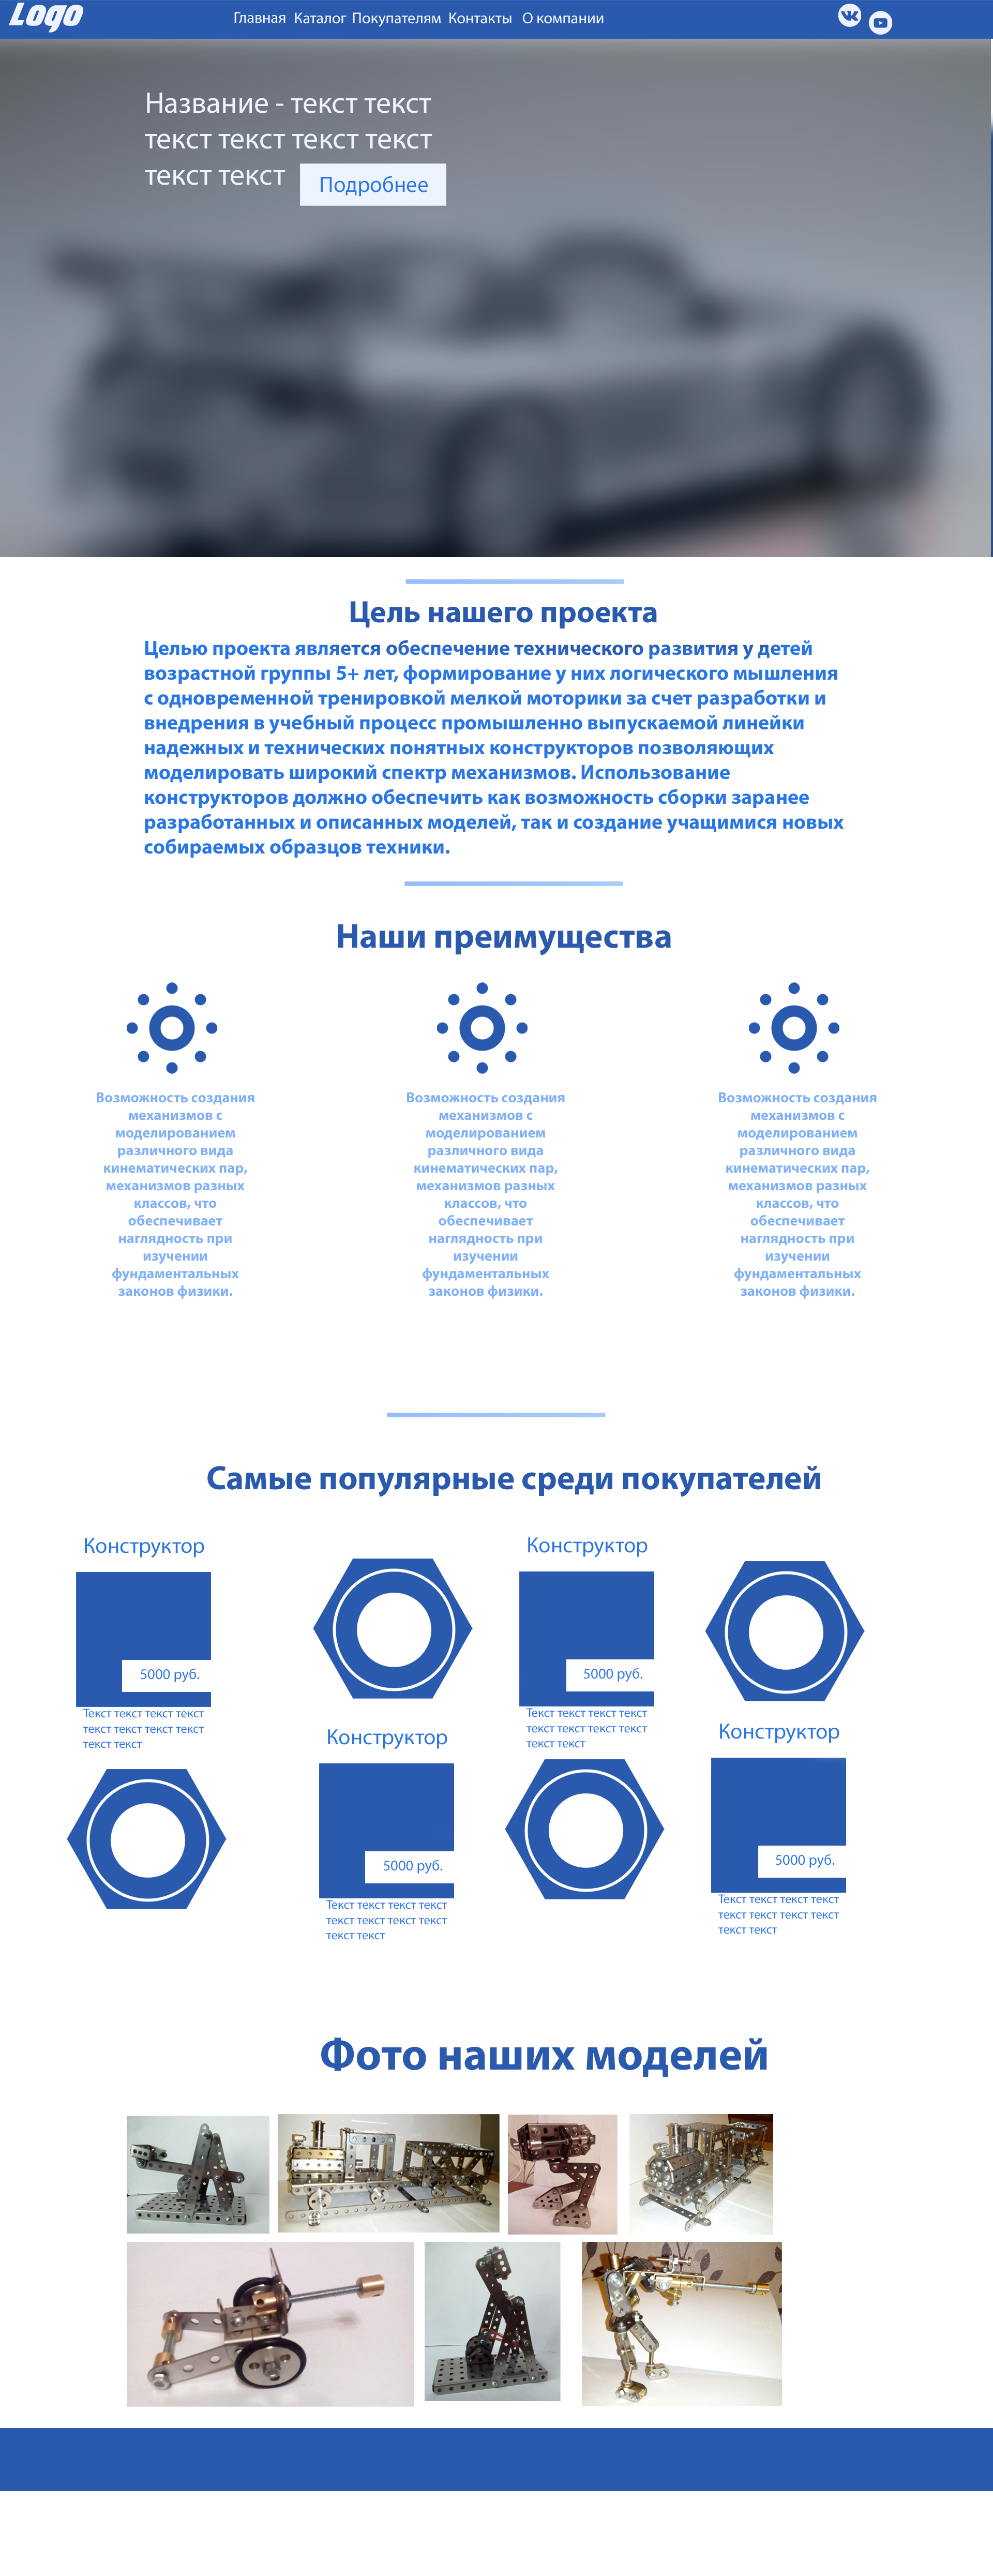 Logo
Главная Каталог Покупателям Контакты О компании
Название - текст текст
текст текст текст текст
текст текст
Подробнее
Цель нашего проекта
Целью проекта является обеспечение технического развития у детей
возрастной группы 5+ лет, формирование у них логического мышления
с одновременной тренировкой мелкой моторики за счет разработки и
внедрения в учебный процесс промышленно выпускаемой линейки
надежных и технических понятных конструкторов позволяющих
моделировать широкий спектр механизмов. Использование
конструкторов должно обеспечить как возможность сборки заранее
разработанных и описанных моделей, так и создание учащимися новых
собираемых образцов техники.
Наши преимущества
Возможность создания
механизмов с
моделированием
различного вида
кинематических пар,
механизмов разных
классов, что
обеспечивает
наглядность при
изучении
фундаментальных
законов физики.
Возможность создания
механизмов с
моделированием
различного вида
кинематических пар,
механизмов разных
классов, что
обеспечивает
наглядность при
изучении
фундаментальных
законов физики.
Возможность создания
механизмов с
моделированием
различного вида
кинематических пар,
механизмов разных
классов, что
обеспечивает
наглядность при
изучении
фундаментальных
законов физики.
Самые популярные среди покупателей
Конструктор
5000 руб.
Текст текст текст текст
текст текст текст текст
текст текст
Конструктор
5000 руб.
Текст текст текст текст
текст текст текст текст
текст текст
Конструктор
5000 руб.
Текст текст текст текст
текст текст текст текст
текст текст
Конструктор
5000 руб.
Текст текст текст текст
текст текст текст текст
текст текст
Фото наших моделей